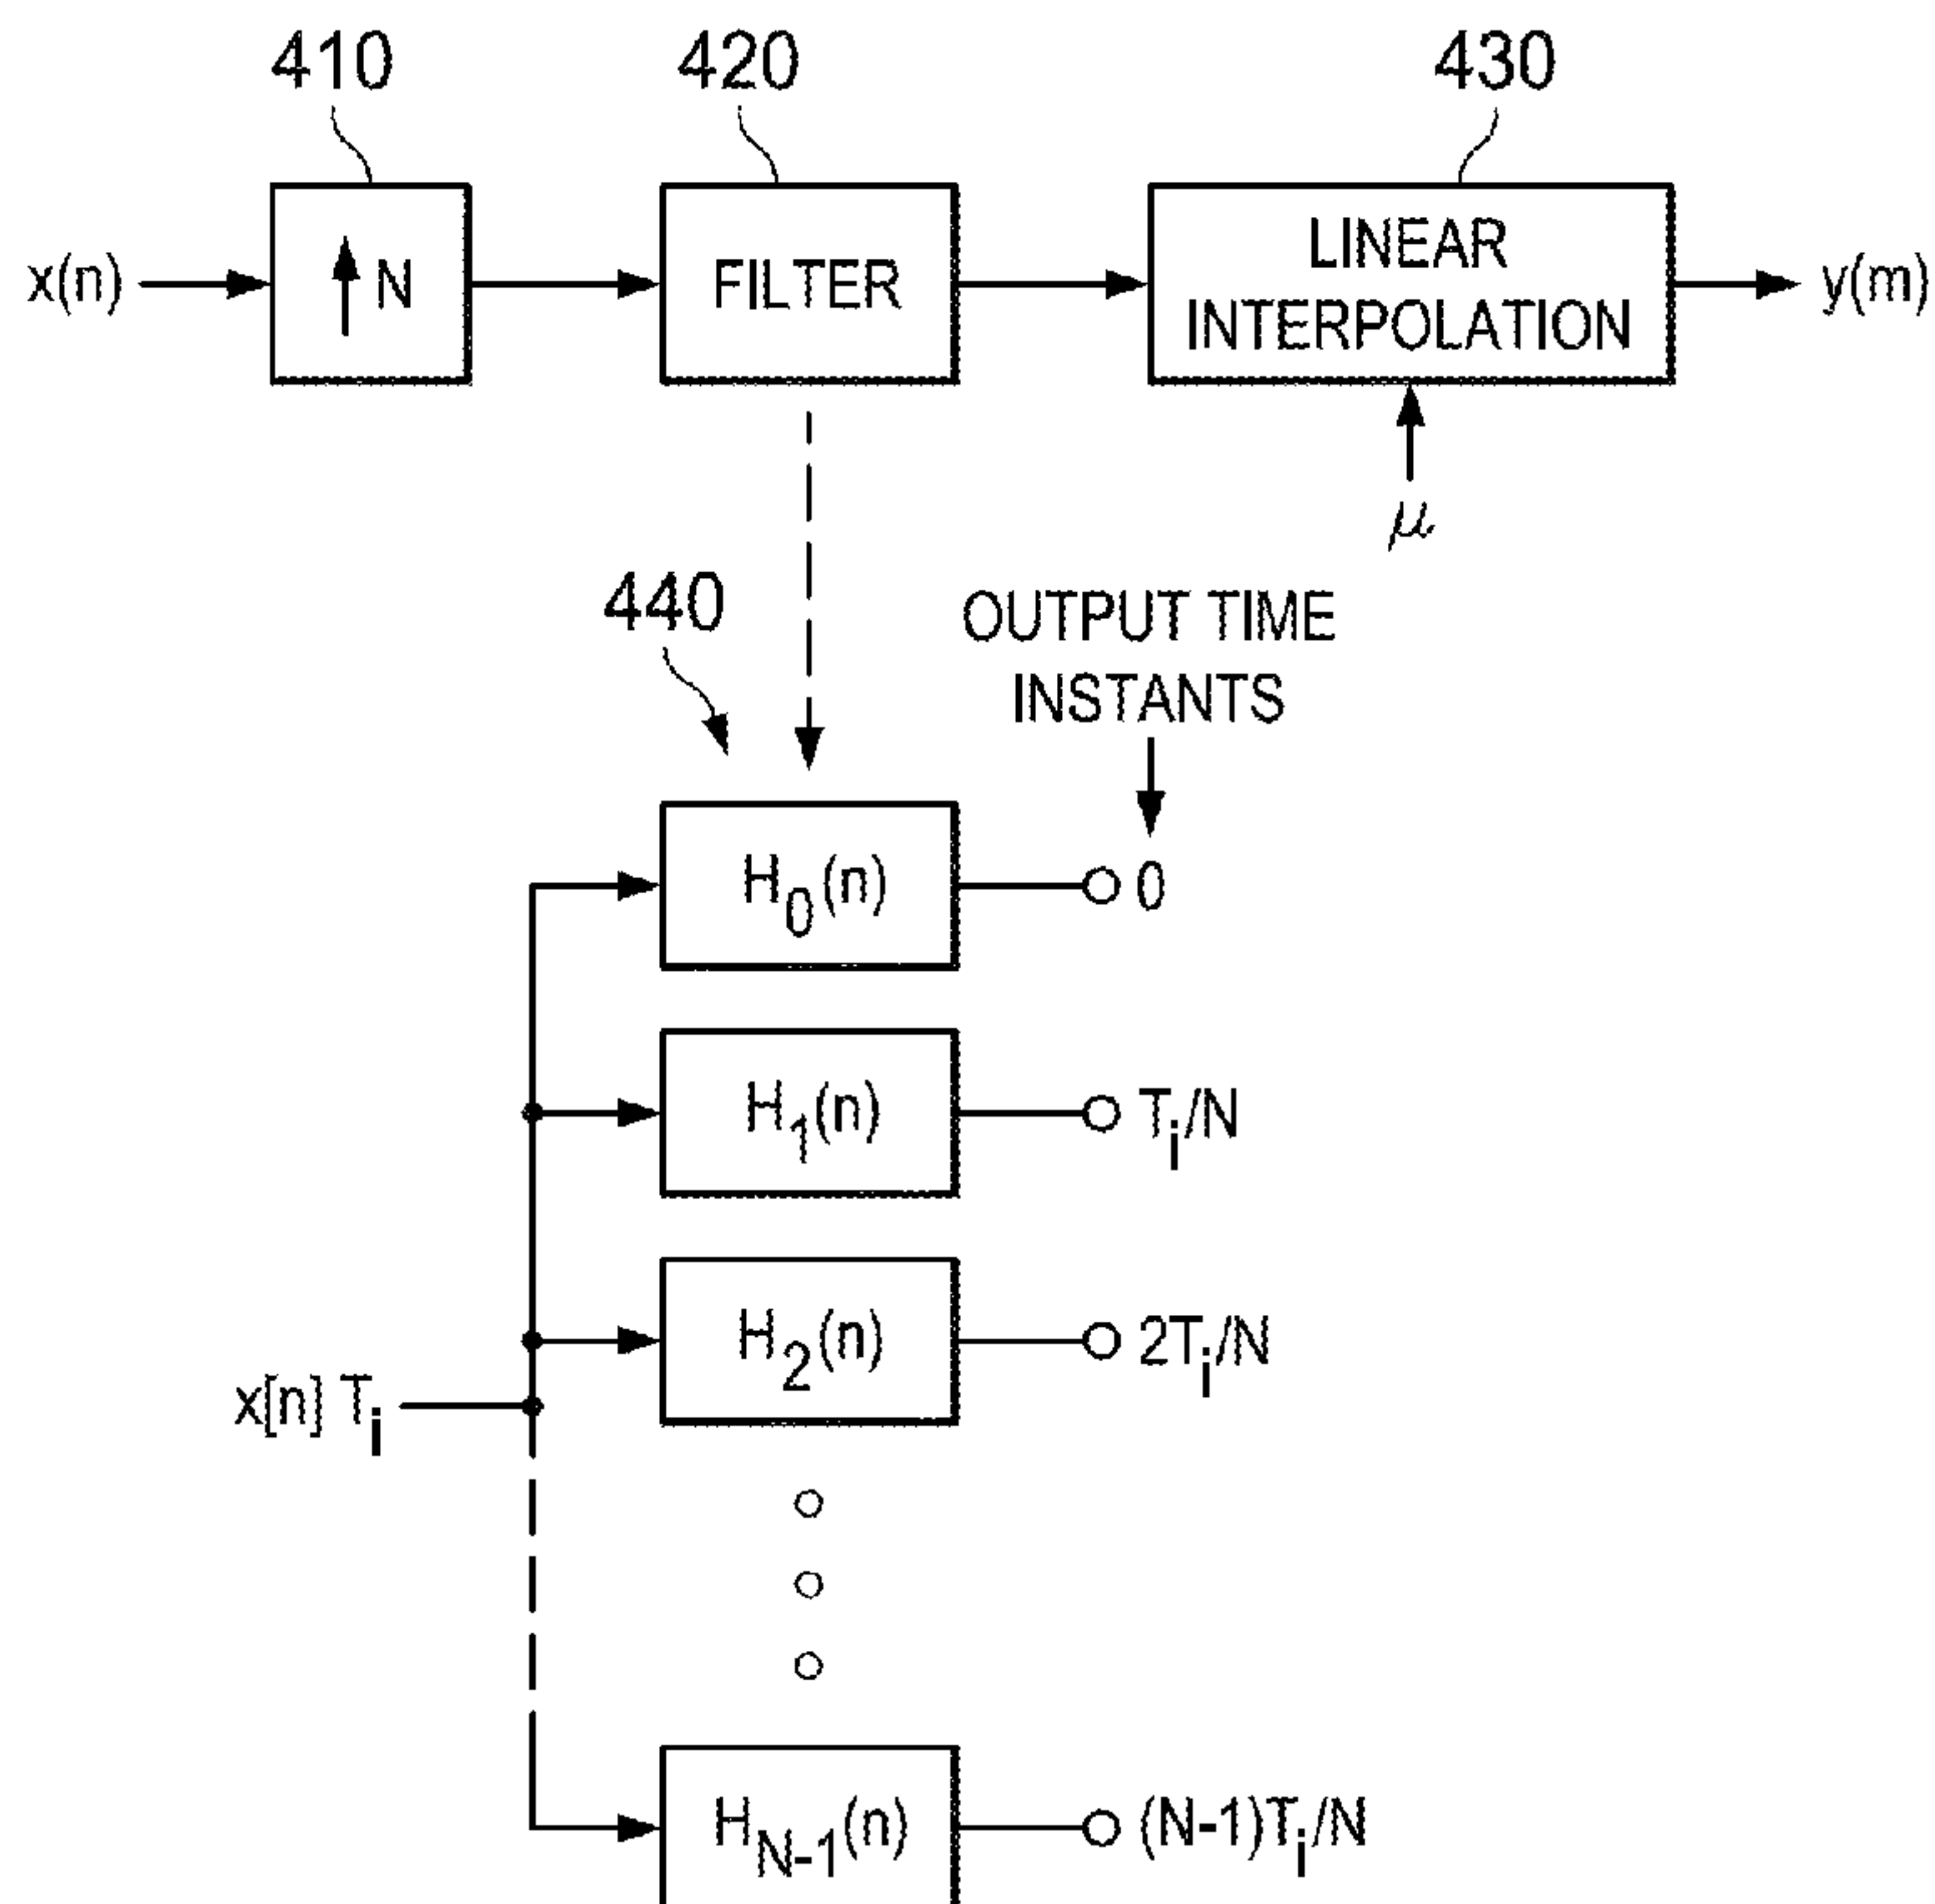 410
420
430
x(n)
N
FILTER
LINEAR
INTERPOLATION
y(m)
μ
440
OUTPUT TIME
INSTANTS
H0(n)
0
H1(n)
Ti/N
H2(n)
2Ti/N
x[n] Ti
HN-1(n)
(N-1)Ti/N